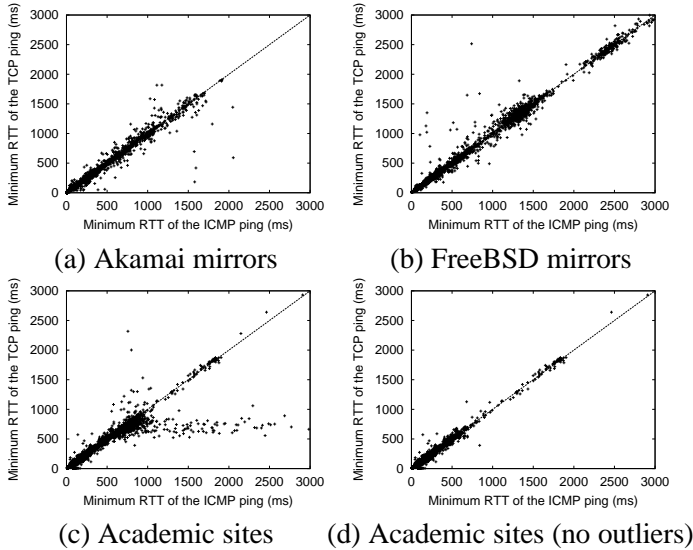 3000
2500
2000
1500
1000
500
0
0 500 1000 1500 2000 2500 3000
Minimum RTT of the TCP ping (ms)
Minimum RTT of the ICMP ping (ms)
(a) Akamai mirrors
3000
2500
2000
1500
1000
500
0
0 500 1000 1500 2000 2500 3000
Minimum RTT of the TCP ping (ms)
Minimum RTT of the ICMP ping (ms)
(b) FreeBSD mirrors
3000
2500
2000
1500
1000
500
0
0 500 1000 1500 2000 2500 3000
Minimum RTT of the TCP ping (ms)
Minimum RTT of the ICMP ping (ms)
(c) Academic sites
3000
2500
2000
1500
1000
500
0
0 500 1000 1500 2000 2500 3000
Minimum RTT of the TCP ping (ms)
Minimum RTT of the ICMP ping (ms)
(d) Academic sites (no outliers)